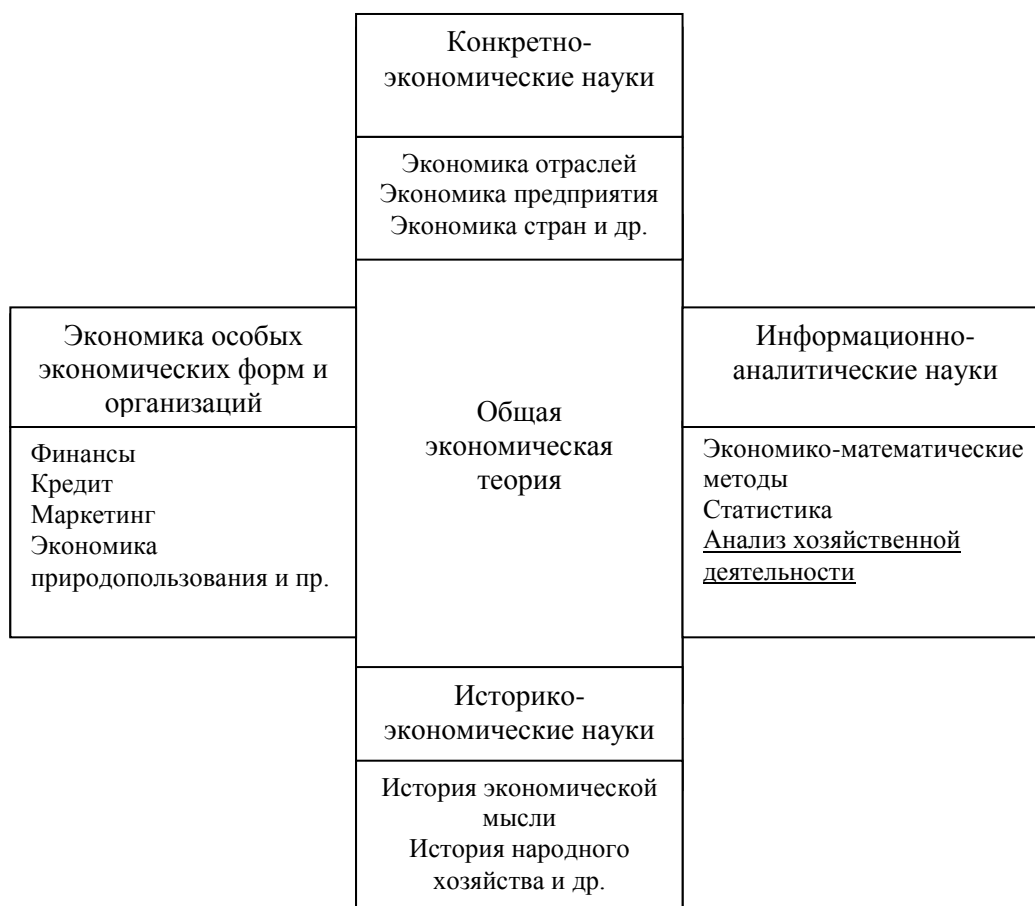 Конкретно-
экономические науки
Экономика отраслей
Экономика предприятия
Экономика стран и др.
Экономика особых
экономических форм и
организаций
Финансы
Кредит
Маркетинг
Экономика
природопользования и пр.
Общая
экономическая
теория
Информационно-
аналитические науки
Экономико-математические
методы
Статистика
Анализ хозяйственной
деятельности
Историко-
экономические науки
История экономической
мысли
История народного
хозяйства и др.